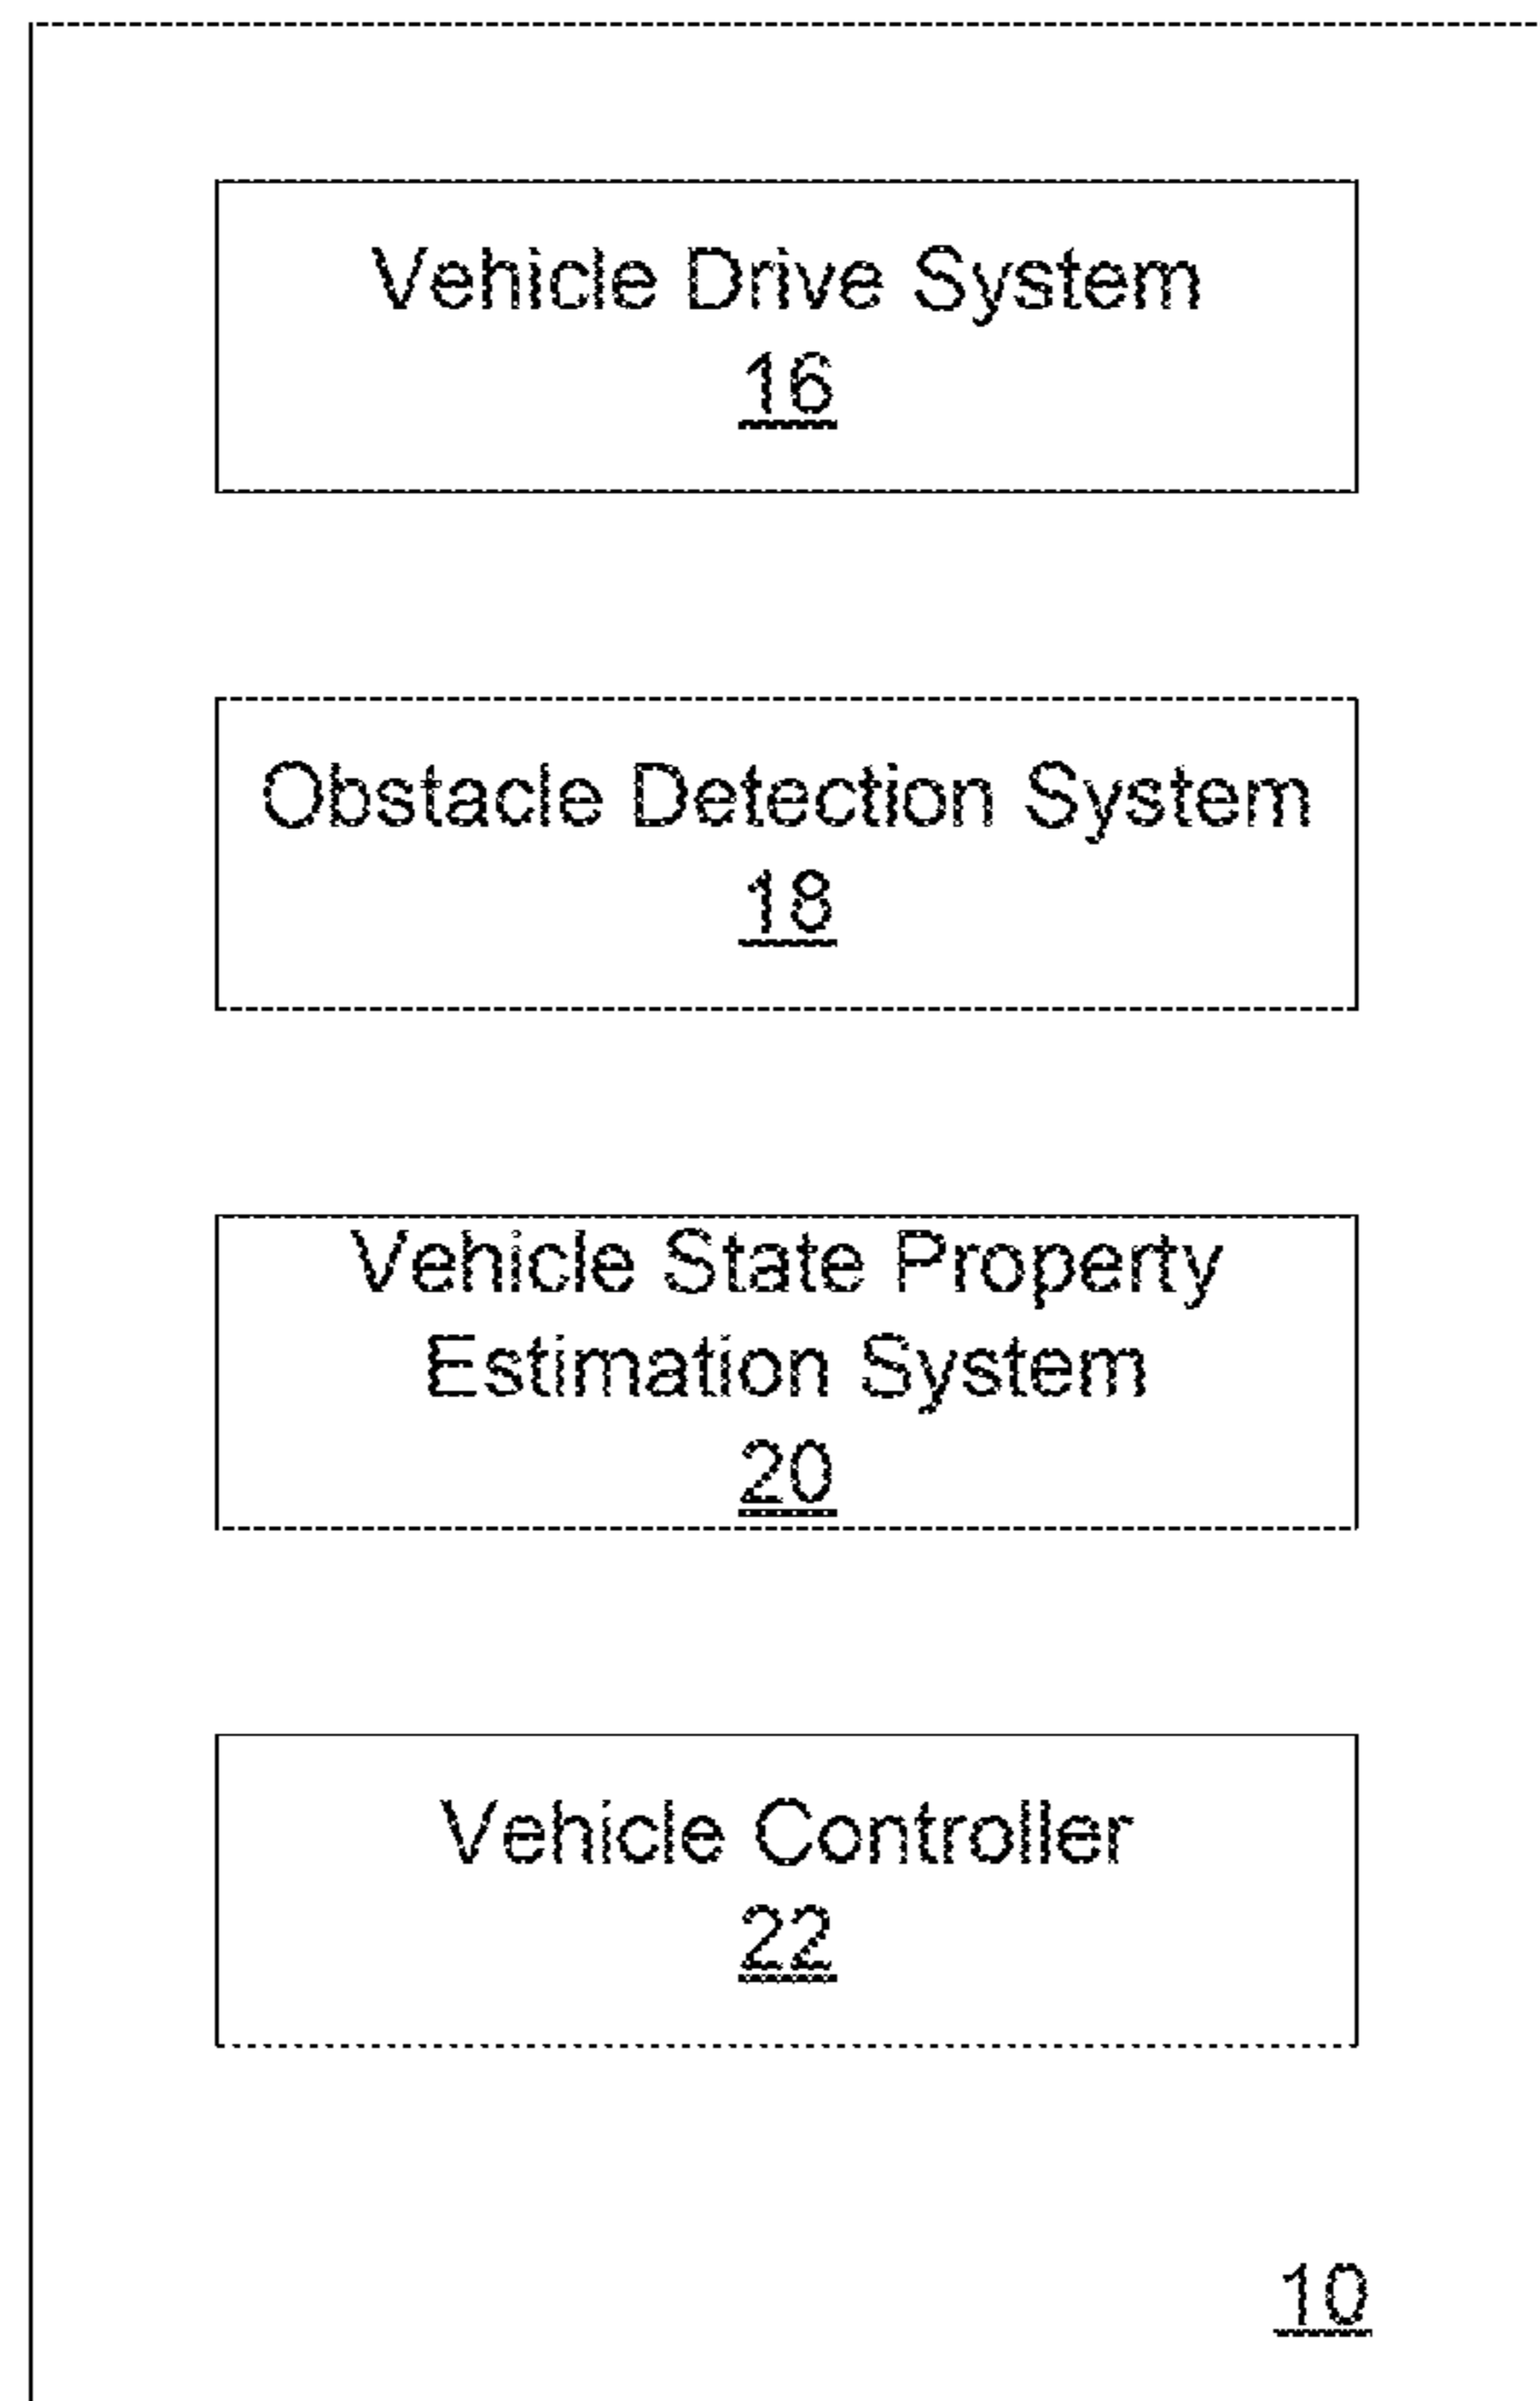 Vehicle Drive System
16
Obstacle Detection System
18
Vehicle State Property
Estimation System
20
Vehicle Controller
22
10